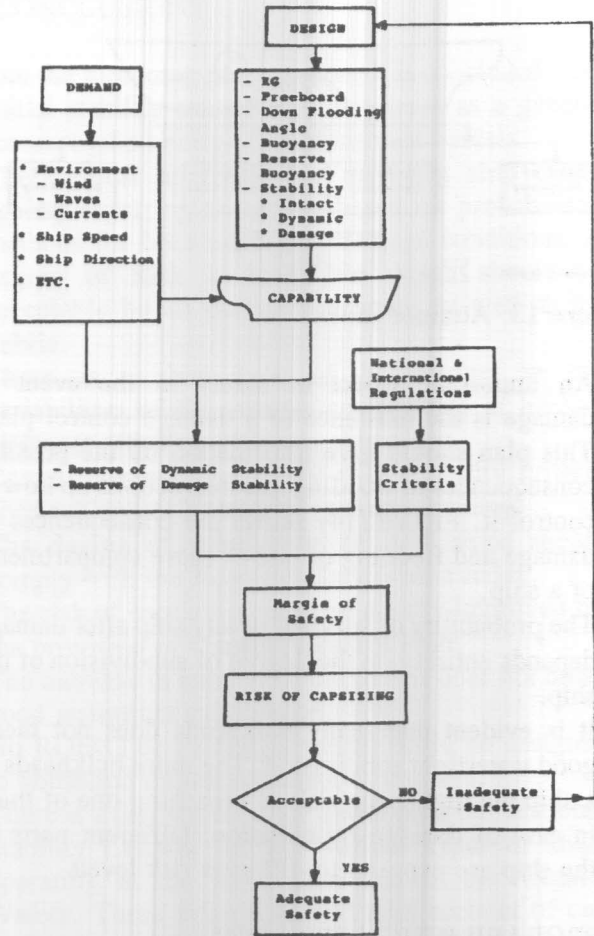 DESIGN
DEMAND
- KG
- Freeboard
- Down Flooding
Angle
- Buoyancy
- Reserve
Buoyancy
- Stability
* Intact
* Dynamic
* Damage
* Environment
- Wind
- Waves
- Currents
* Ship Speed
* Ship Direction
* ETC.
CAPABILITY
National &
International
Regulations
- Reserve of Dynamic Stability
- Reserve of Damage Stability
Stability
Criteria
Margin of
Safety
RISK OF CAPSIZING
Acceptable
NO
Inadequate
Safety
YES
Adequate
Safety